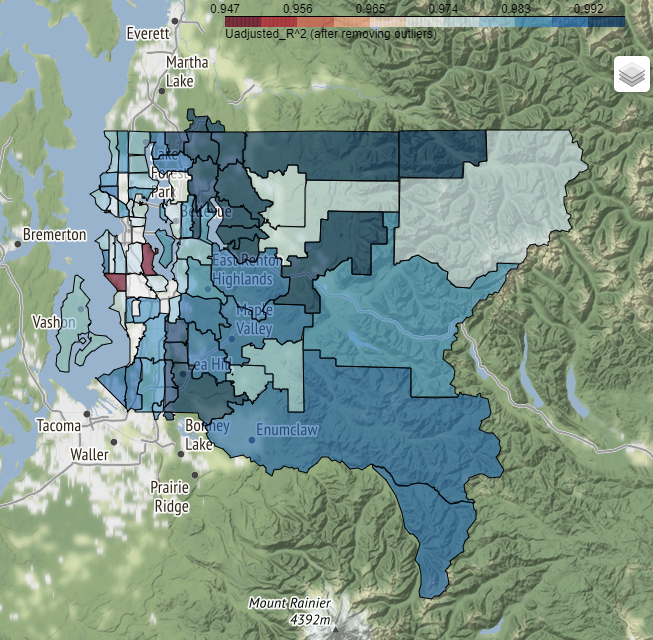 0.947 0.956 0.965 0.974 0.983 0.992
Uadjusted_R^2 (after removing outliers)
Everett
Martha
Lake
Lake
Forest
Park
Bellevue
Bremerton
East Renton
Highlands
Maple
Valley
Vashon
Lea Hill
Tacoma
Bonney
Lake
Enumclaw
Waller
Prairie
Ridge
Mount Rainier
4392m